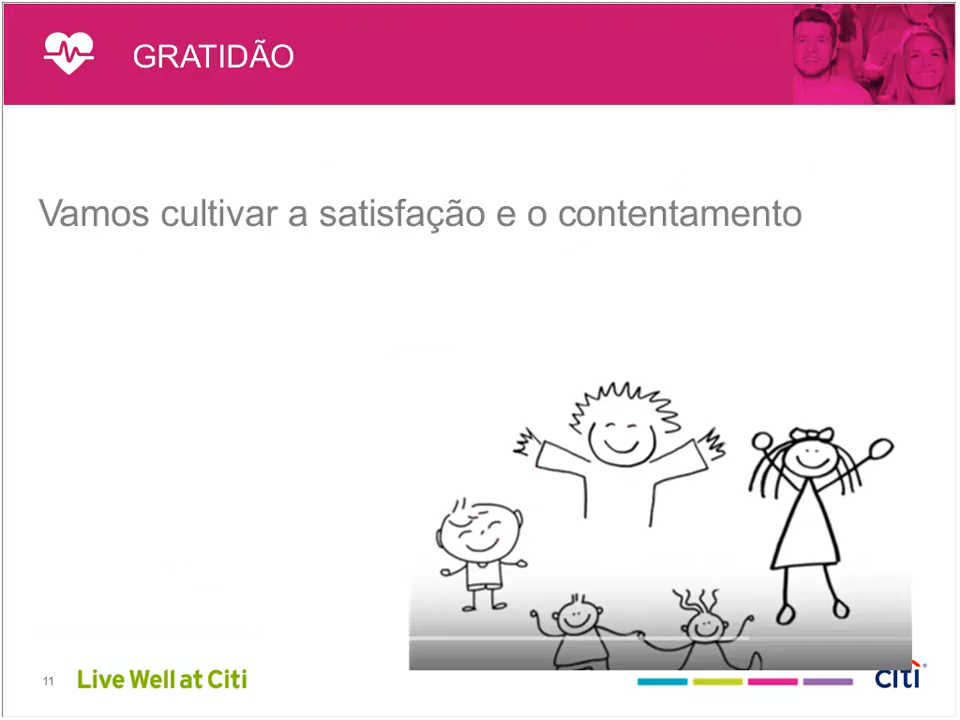 GRATIDÃO
Vamos cultivar a satisfação e o contentamento
11 Live Well at Citi
citi